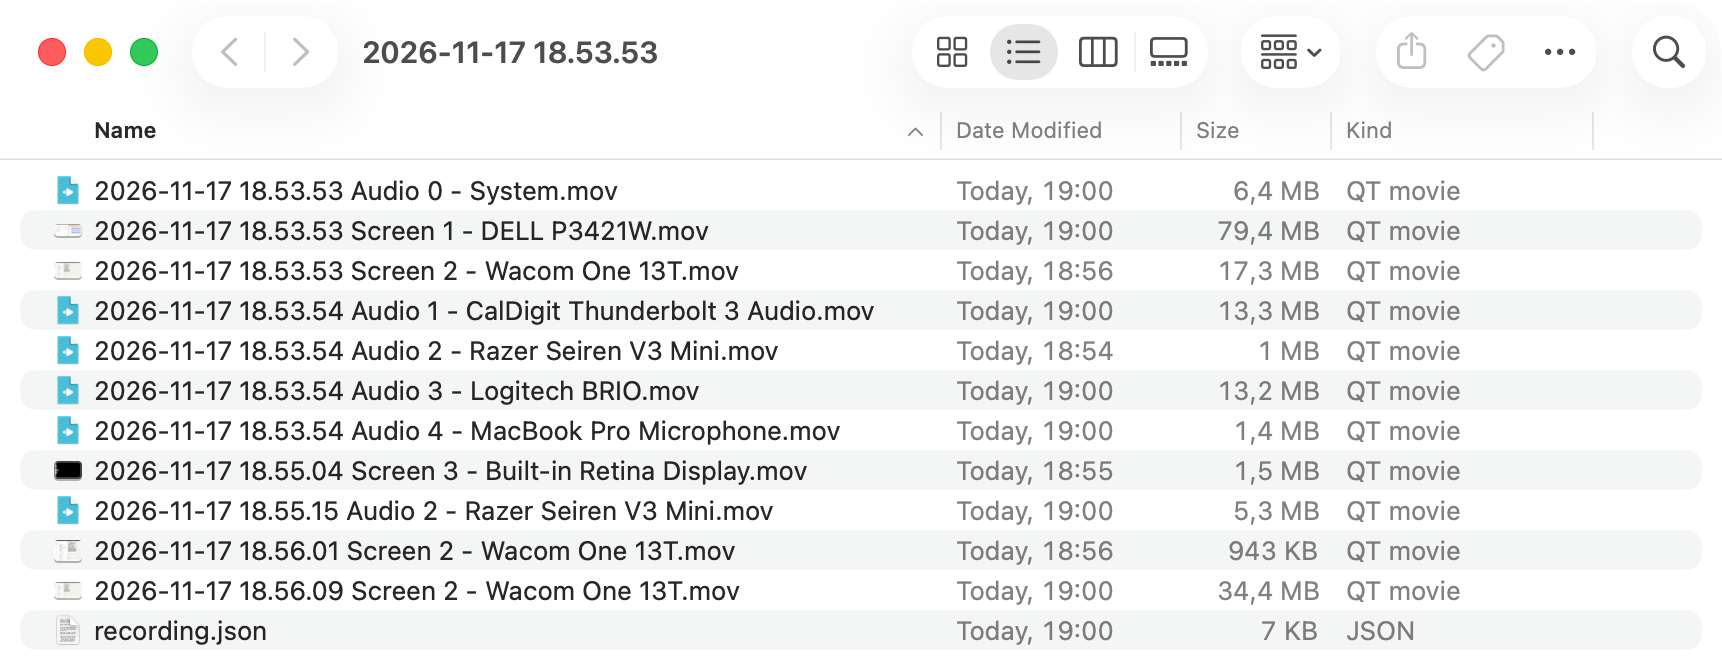 2026-11-17 18.53.53
Name Date Modified Size Kind
2026-11-17 18.53.53 Audio 0 - System.mov Today, 19:00 6,4 MB QT movie
2026-11-17 18.53.53 Screen 1 - DELL P3421W.mov Today, 19:00 79,4 MB QT movie
2026-11-17 18.53.53 Screen 2 - Wacom One 13T.mov Today, 18:56 17,3 MB QT movie
2026-11-17 18.53.54 Audio 1 - CalDigit Thunderbolt 3 Audio.mov Today, 19:00 13,3 MB QT movie
2026-11-17 18.53.54 Audio 2 - Razer Seiren V3 Mini.mov Today, 18:54 1 MB QT movie
2026-11-17 18.53.54 Audio 3 - Logitech BRIO.mov Today, 19:00 13,2 MB QT movie
2026-11-17 18.53.54 Audio 4 - MacBook Pro Microphone.mov Today, 19:00 1,4 MB QT movie
2026-11-17 18.55.04 Screen 3 - Built-in Retina Display.mov Today, 18:55 1,5 MB QT movie
2026-11-17 18.55.15 Audio 2 - Razer Seiren V3 Mini.mov Today, 19:00 5,3 MB QT movie
2026-11-17 18.56.01 Screen 2 - Wacom One 13T.mov Today, 18:56 943 KB QT movie
2026-11-17 18.56.09 Screen 2 - Wacom One 13T.mov Today, 19:00 34,4 MB QT movie
recording.json Today, 19:00 7 KB JSON